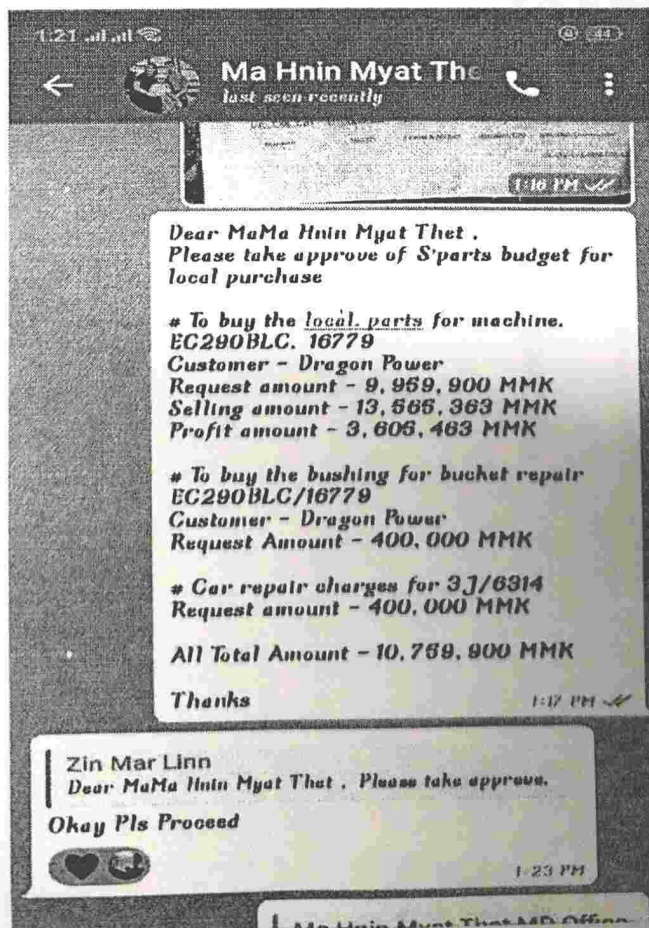 1:21
44
Ma Hnin Myat The
last seen recently
1:16 PM
Dear MaMa Hnin Myat Thet .
Please take approve of S'parts budget for
local purchase
# To buy the local. parts for machine.
EC290BLC. 16779
Customer - Dragon Power
Request amount - 9,959,900 MMK
Selling amount - 13,565,363 MMK
Profit amount - 3,605,463 MMK
# To buy the bushing for bucket repair
EC290BLC/16779
Customer - Dragon Power
Request Amount - 400,000 MMK
# Car repair charges for 3J/6314
Request amount - 400,000 MMK
All Total Amount - 10,759,900 MMK
Thanks
1:17 PM
Zin Mar Linn
Dear MaMa Hnin Myat Thet . Please take approve.
Okay Pls Proceed
1:23 PM
Ma Hnin Myat Thet MD Office